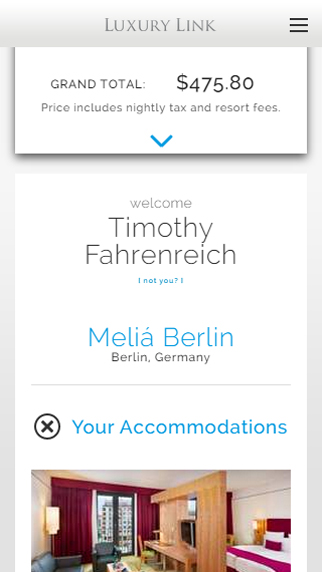 LUXURY LINK
GRAND TOTAL: $475.80
Price includes nightly tax and resort fees.
welcome
Timothy
Fahrenreich
| not you? |
Meliá Berlin
Berlin, Germany
Your Accommodations